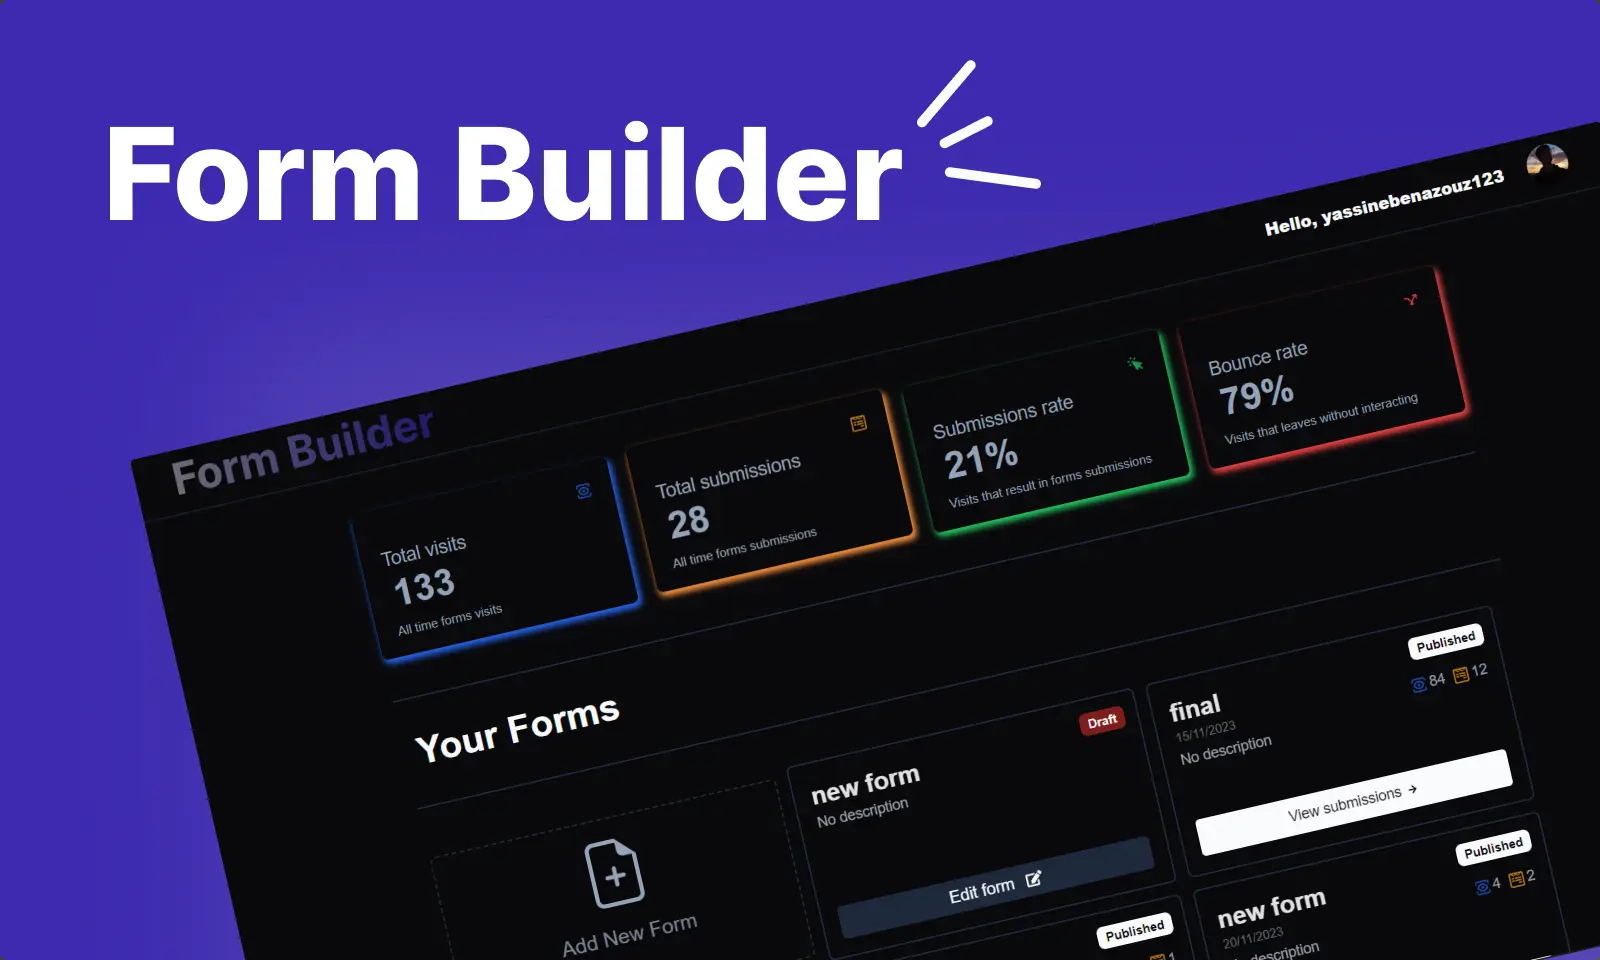 Form Builder
Hello, yassinebenazouz123
Form Builder
Total visits
133
All time forms visits
Total submissions
28
All time forms submissions
Submissions rate
21%
Visits that result in forms submissions
Bounce rate
79%
Visits that leaves without interacting
Your Forms
Add New Form
new form
Draft
No description
Edit form
final
Published
84 12
15/11/2023
No description
View submissions →
Published
1
new form
Published
4 2
20/11/2023
description